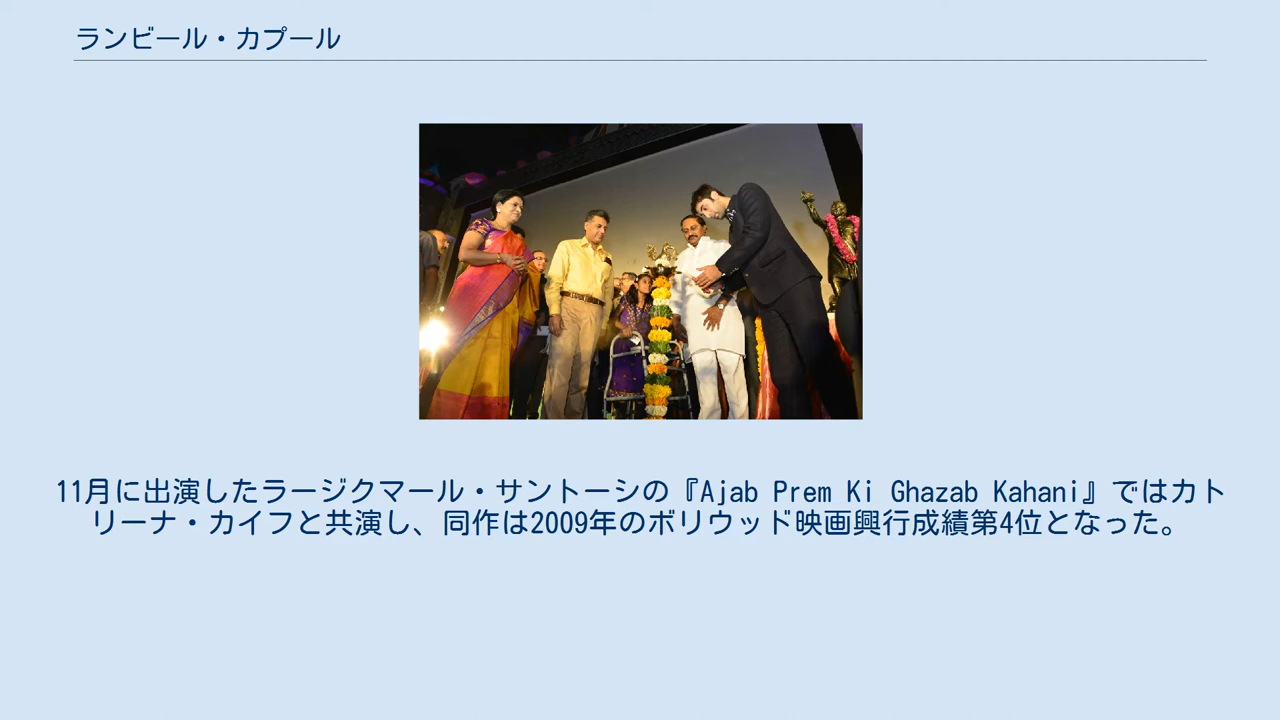 ランビール・カプール
11月に出演したラージクマール・サントーシの『Ajab Prem Ki Ghazab Kahani』ではカト
リーナ・カイフと共演し、同作は2009年のボリウッド映画興行成績第4位となった。